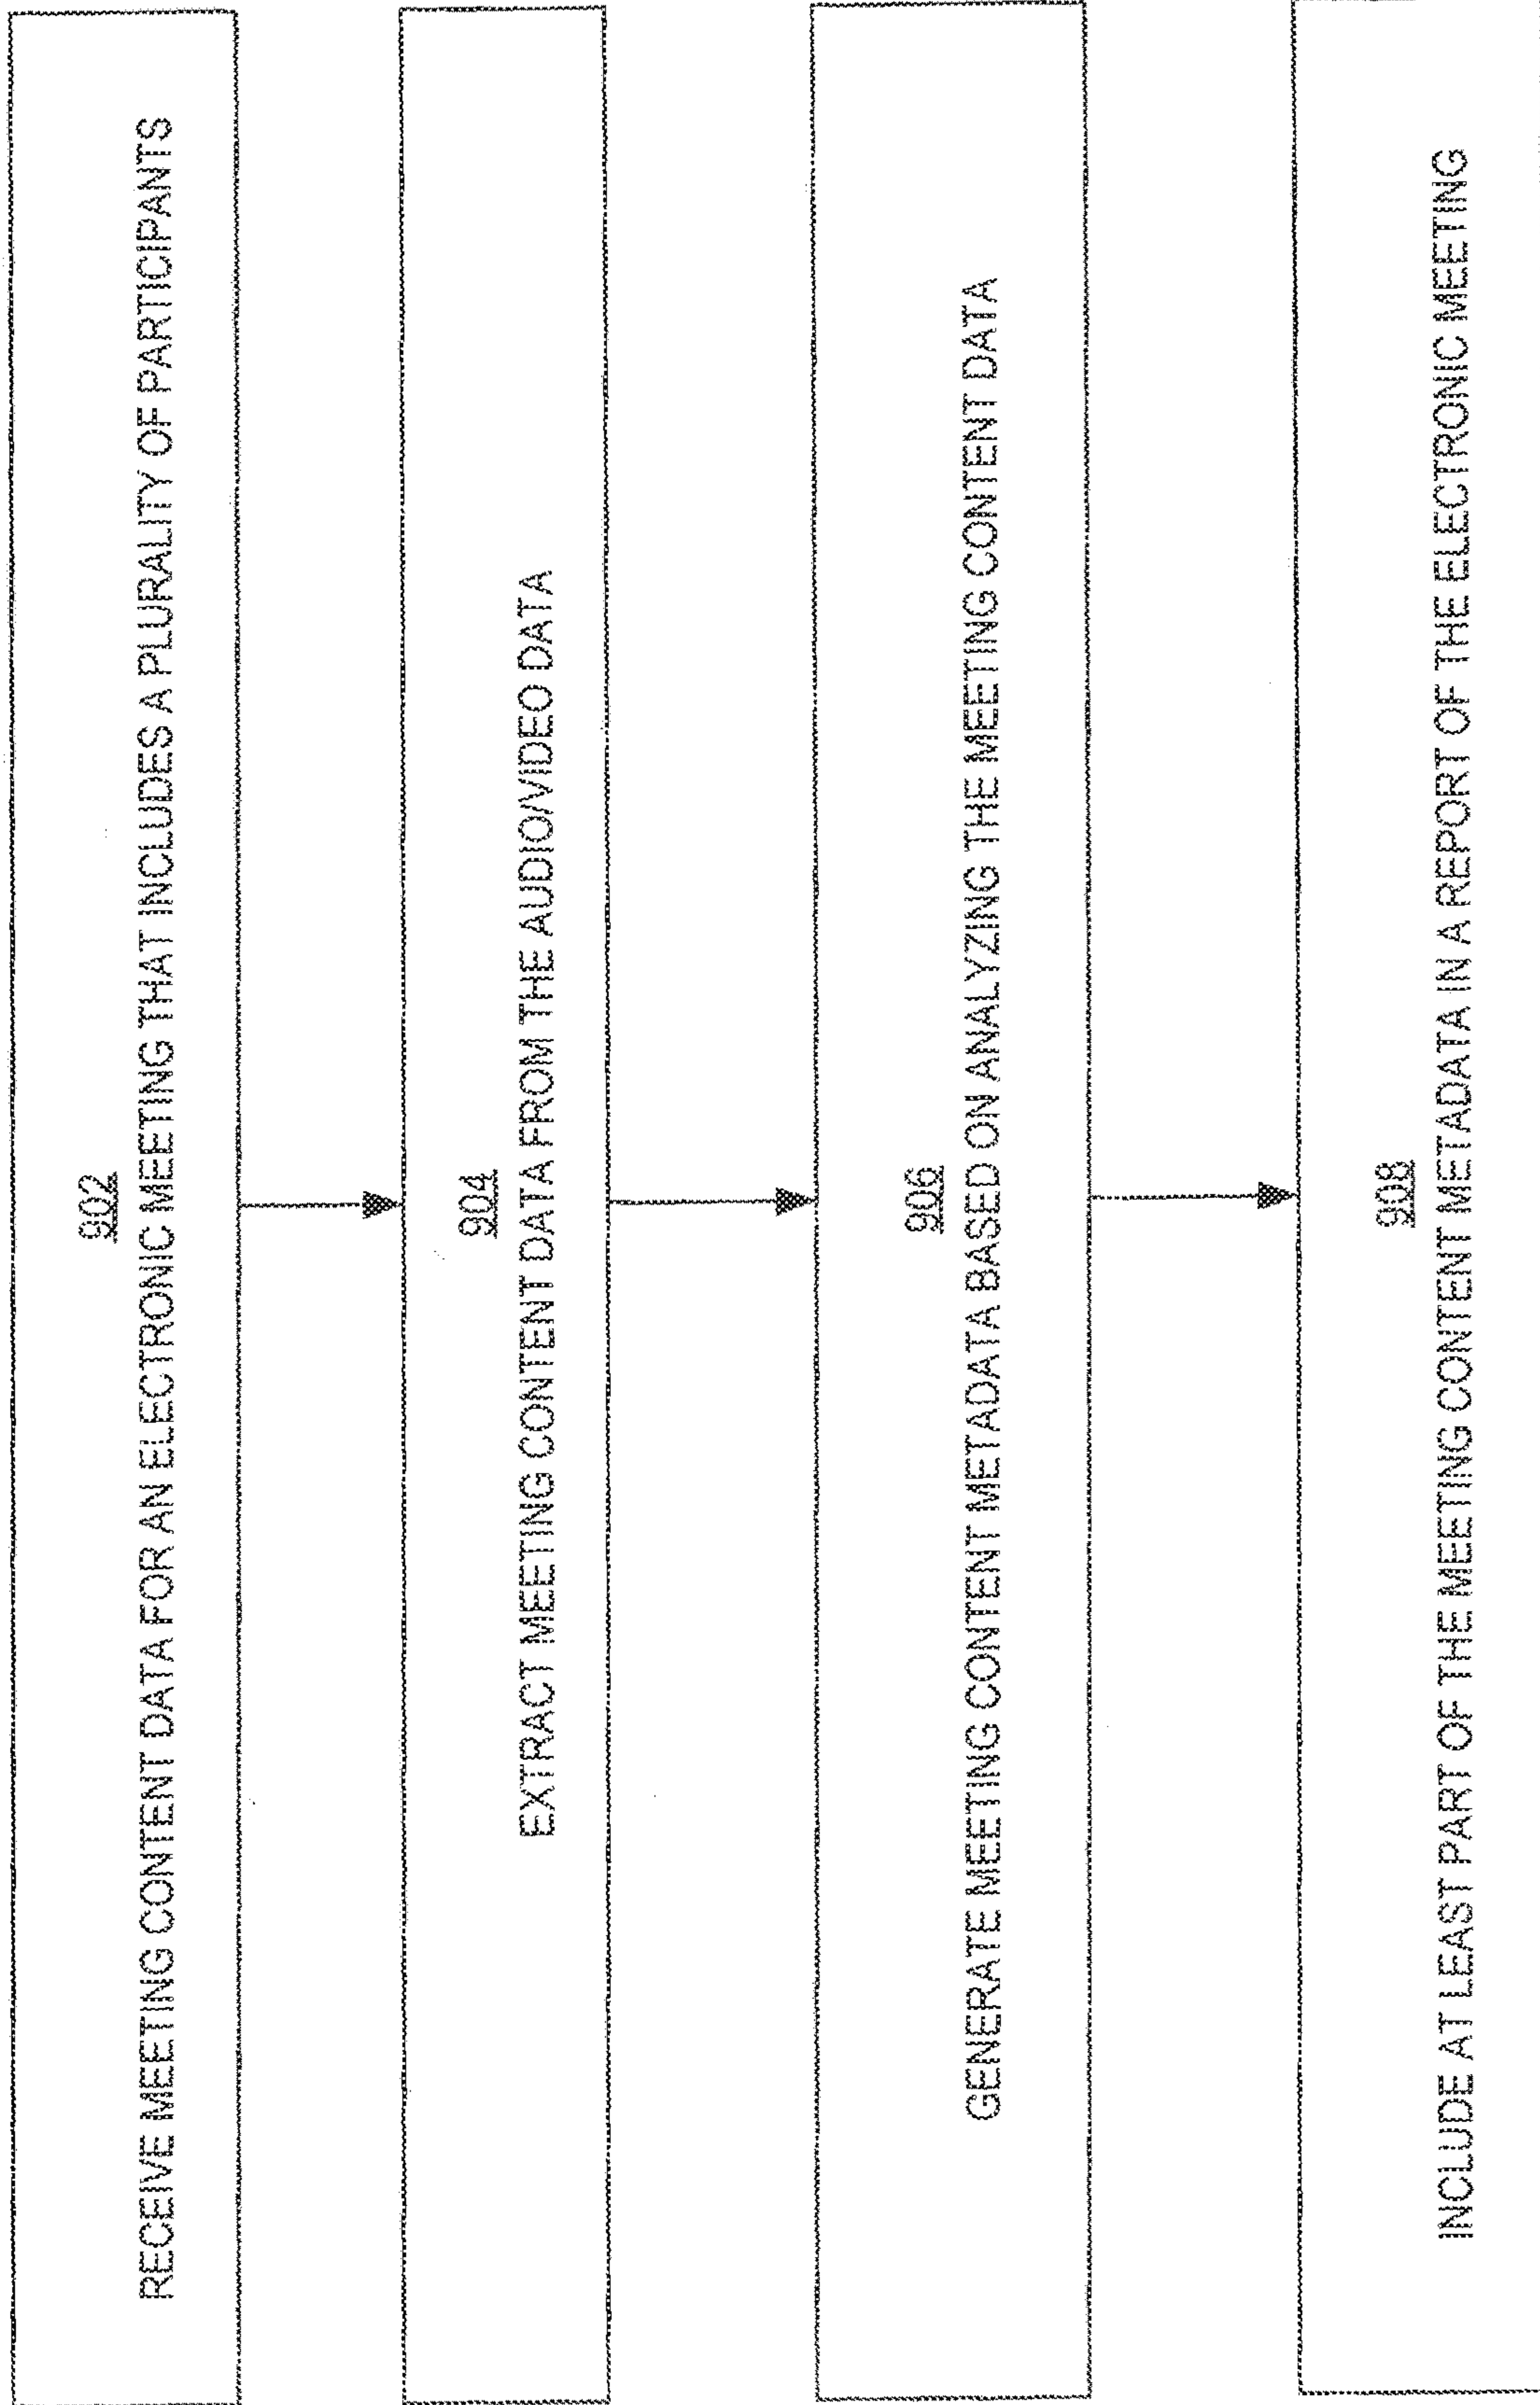 902
RECEIVE MEETING CONTENT DATA FOR AN ELECTRONIC MEETING THAT INCLUDES A PLURALITY OF PARTICIPANTS
904
EXTRACT MEETING CONTENT DATA FROM THE AUDIO/VIDEO DATA
906
GENERATE MEETING CONTENT METADATA BASED ON ANALYZING THE MEETING CONTENT DATA
908
INCLUDE AT LEAST PART OF THE MEETING CONTENT METADATA IN A REPORT OF THE ELECTRONIC MEETING